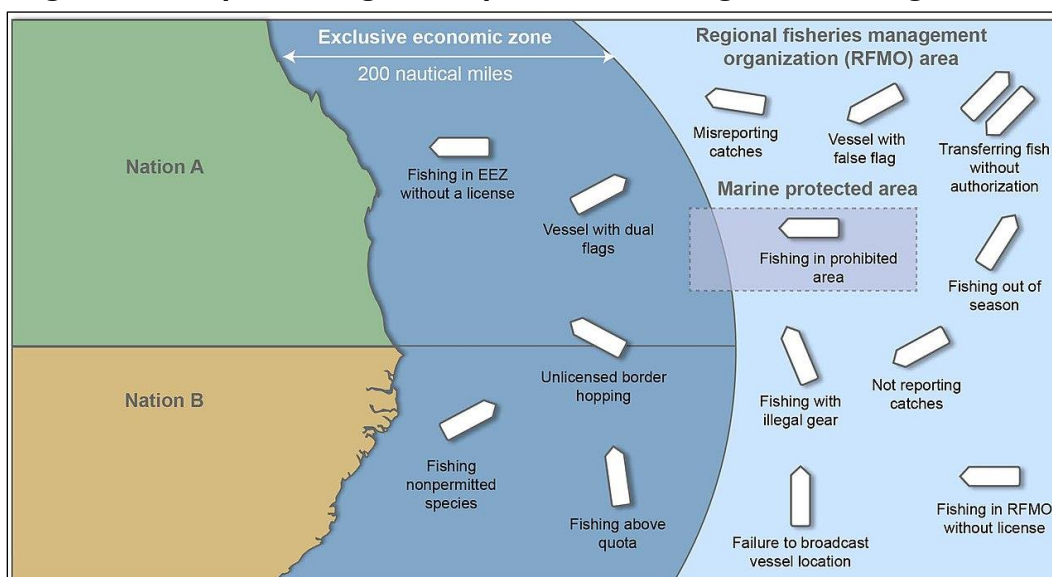 Exclusive economic zone
200 nautical miles
Regional fisheries management
organization (RFMO) area
Nation A
Fishing in EEZ
without a license
Vessel with dual
flags
Misreporting
catches
Vessel with
false flag
Transferring fish
without
authorization
Marine protected area
Fishing in prohibited
area
Fishing out of
season
Nation B
Unlicensed border
hopping
Fishing
nonpermitted
species
Fishing above
quota
Fishing with
illegal gear
Not reporting
catches
Failure to broadcast
vessel location
Fishing in RFMO
without license